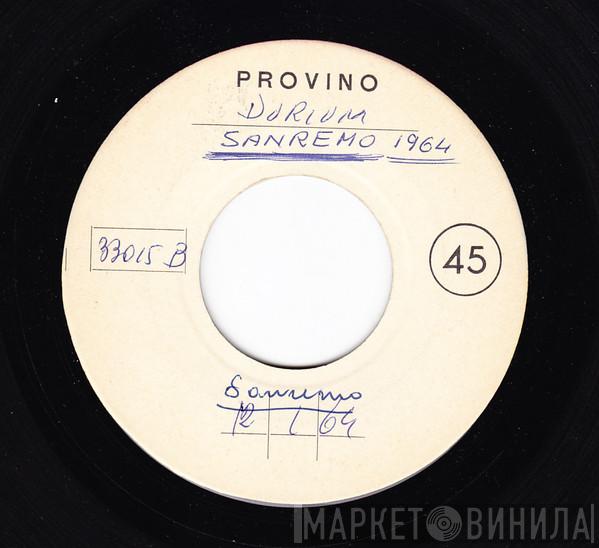 PROVINO
DURIUM
SANREMO 1964
33015 B
45
Sanremo
12 1 64
МАРКЕТ ВИНИЛА